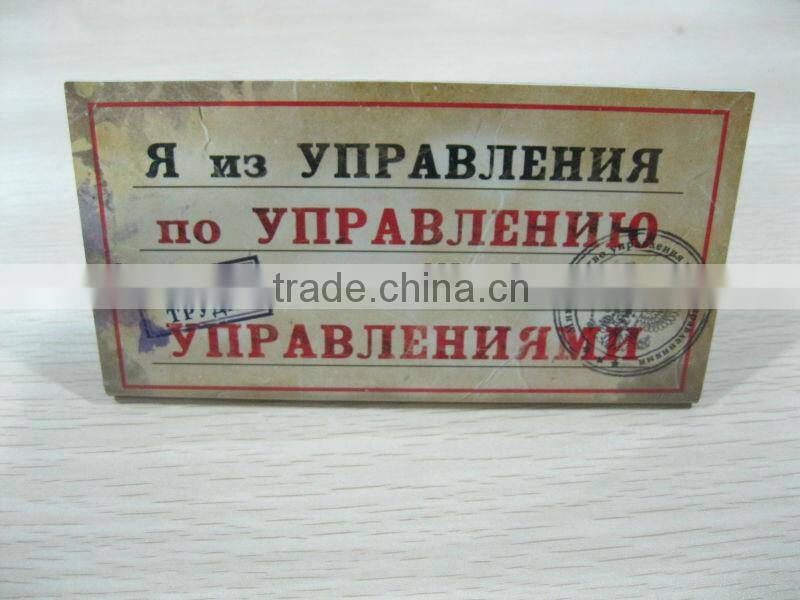 Я из УПРАВЛЕНИЯ
по УПРАВЛЕНИЮ
trade.china.cn
УПРАВЛЕНИЯМИ